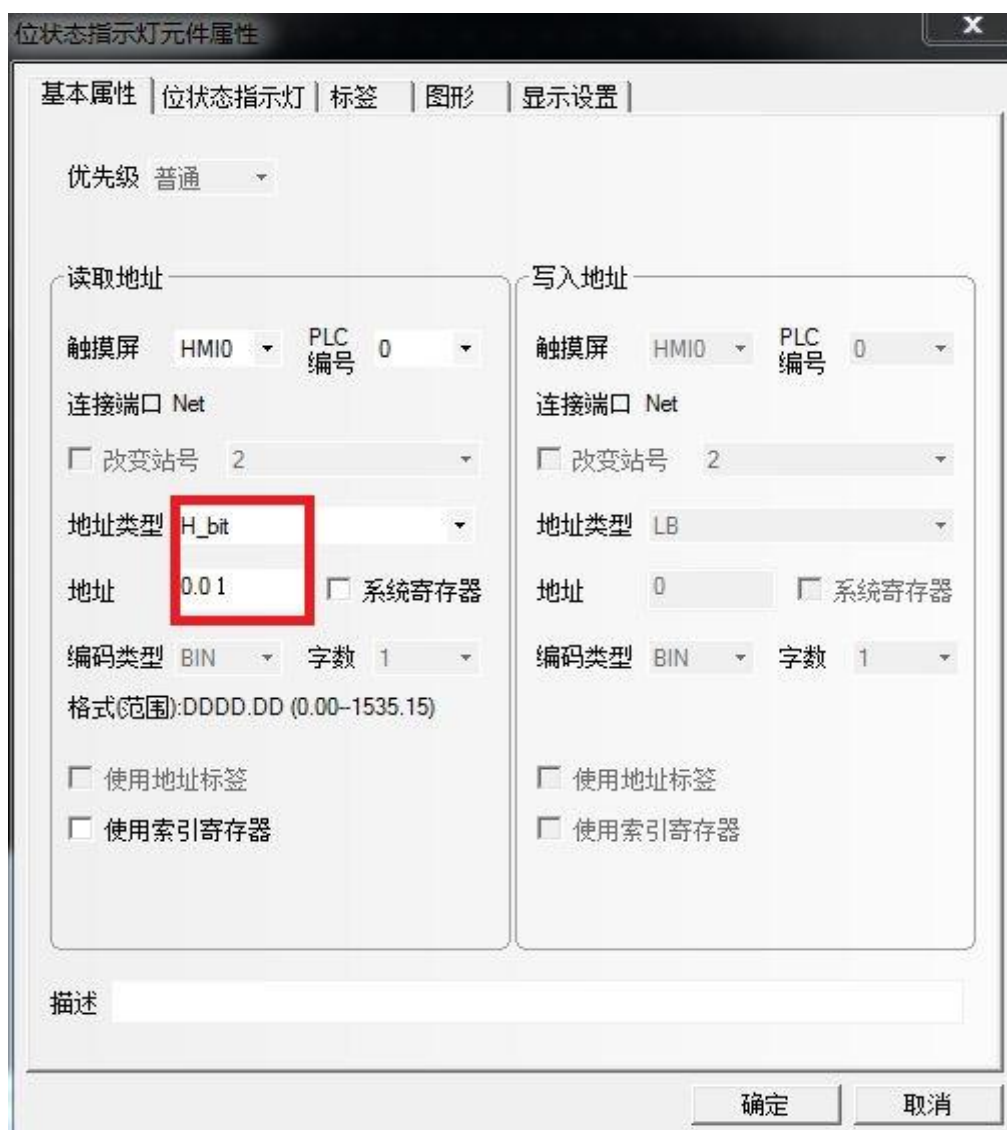 位状态指示灯元件属性
基本属性 位状态指示灯 标签 图形 显示设置
优先级 普通
读取地址
触摸屏 HMI0 PLC编号 0
连接端口 Net
改变站号 2
地址类型 H_bit
地址 0.0 1 系统寄存器
编码类型 BIN 字数 1
格式(范围):DDDD.DD (0.00--1535.15)
使用地址标签
使用索引寄存器
写入地址
触摸屏 HMI0 PLC编号 0
连接端口 Net
改变站号 2
地址类型 LB
地址 0 系统寄存器
编码类型 BIN 字数 1
使用地址标签
使用索引寄存器
描述
确定 取消